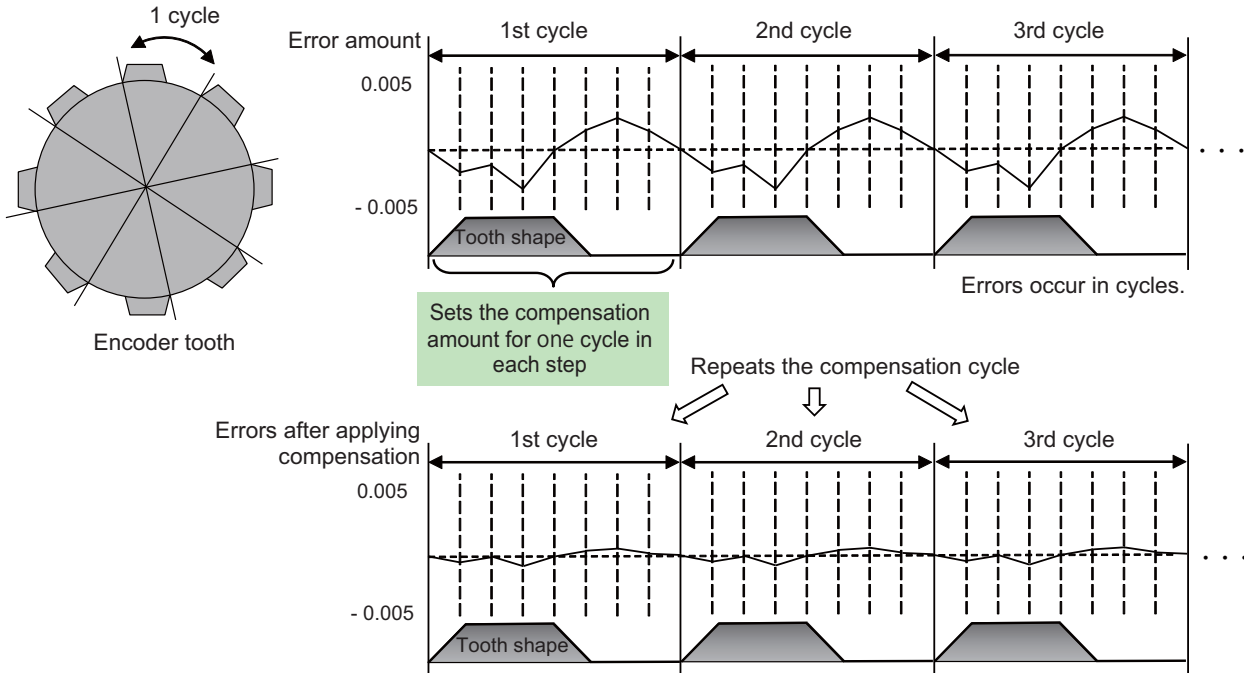 1 cycle
Encoder tooth
Error amount
1st cycle
2nd cycle
3rd cycle
0.005
- 0.005
. . .
Tooth shape
Errors occur in cycles.
Sets the compensation
amount for one cycle in
each step
Repeats the compensation cycle
Errors after applying
compensation
1st cycle
2nd cycle
3rd cycle
0.005
- 0.005
. . .
Tooth shape